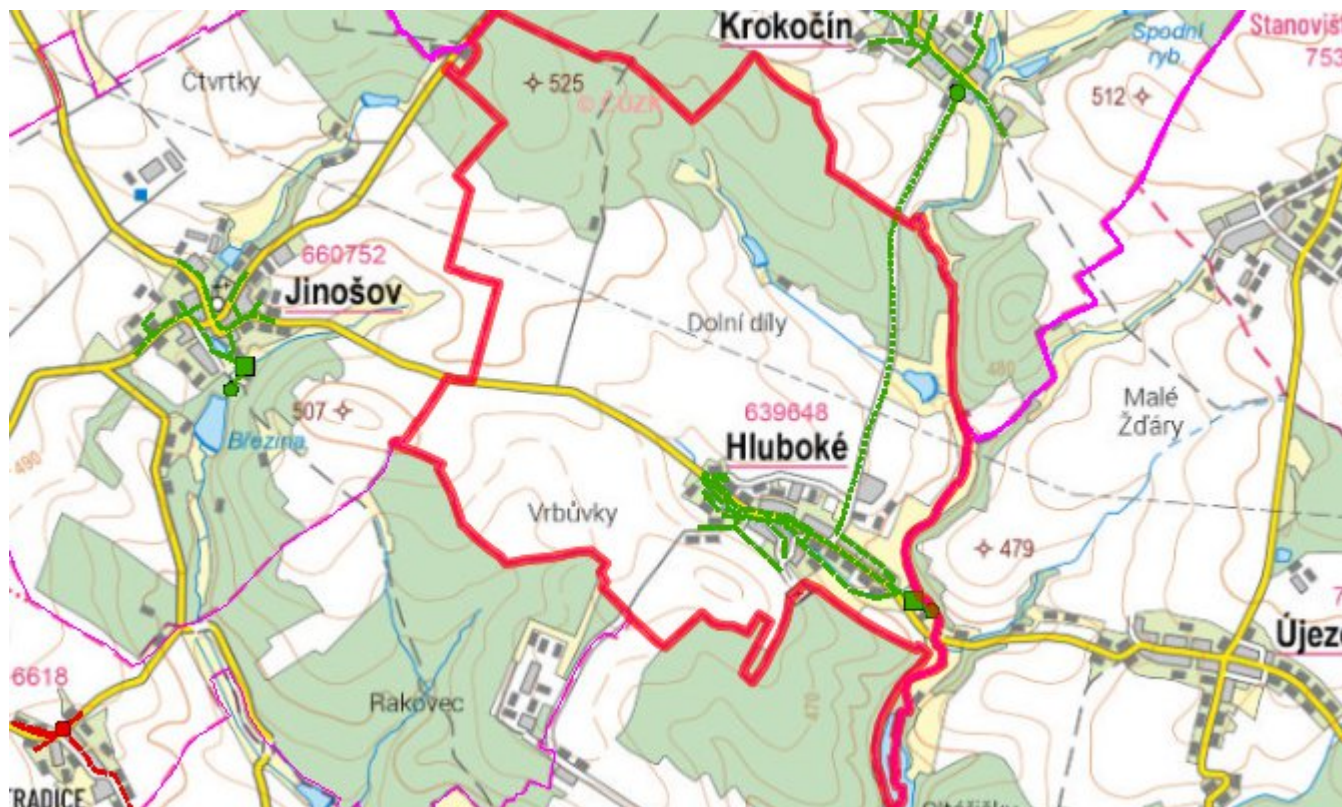 Krokočín
Spodní
ryb.
Stanoviš
753
Čtvrtky
525
© ČÚZK
512
660752
Jinošov
Dolní díly
480
Malé
Žďáry
507
639648
Hluboké
Březina
490
Vrbůvky
479
Újez
6618
Rakovec
470
TRADICE